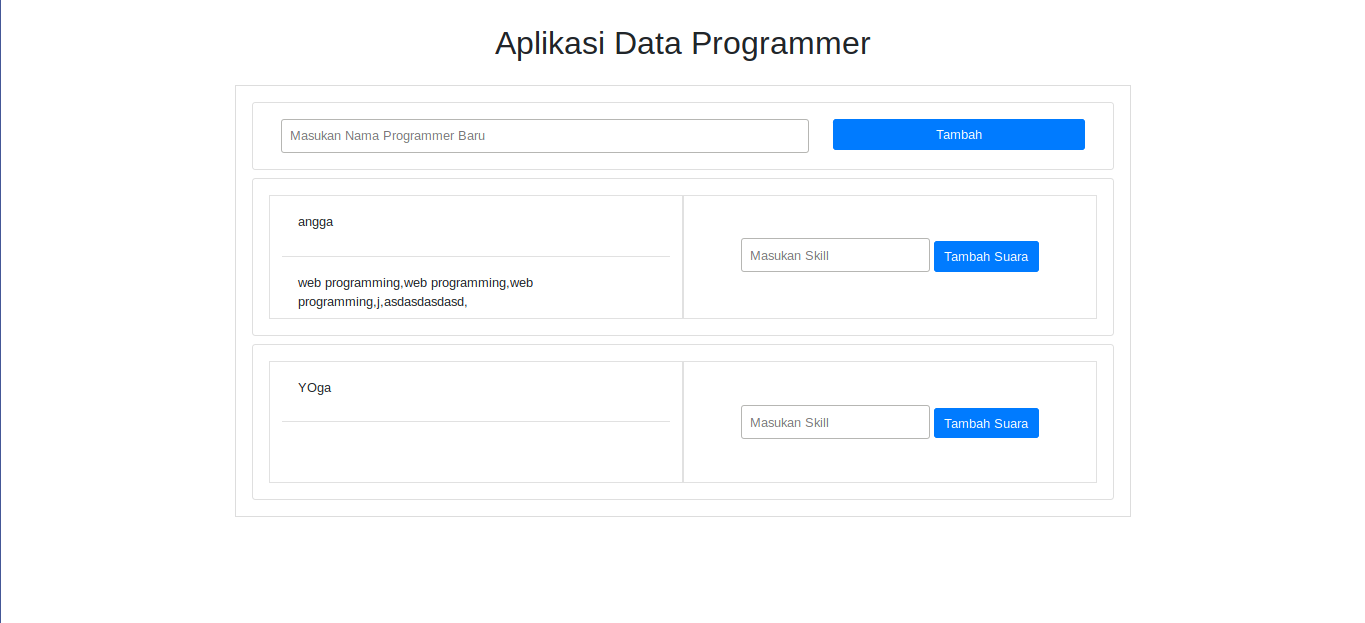 Aplikasi Data Programmer
Masukan Nama Programmer Baru
Tambah
angga
web programming,web programming,web
programming,j,asdasdasdasd,
Masukan Skill
Tambah Suara
YOga
Masukan Skill
Tambah Suara